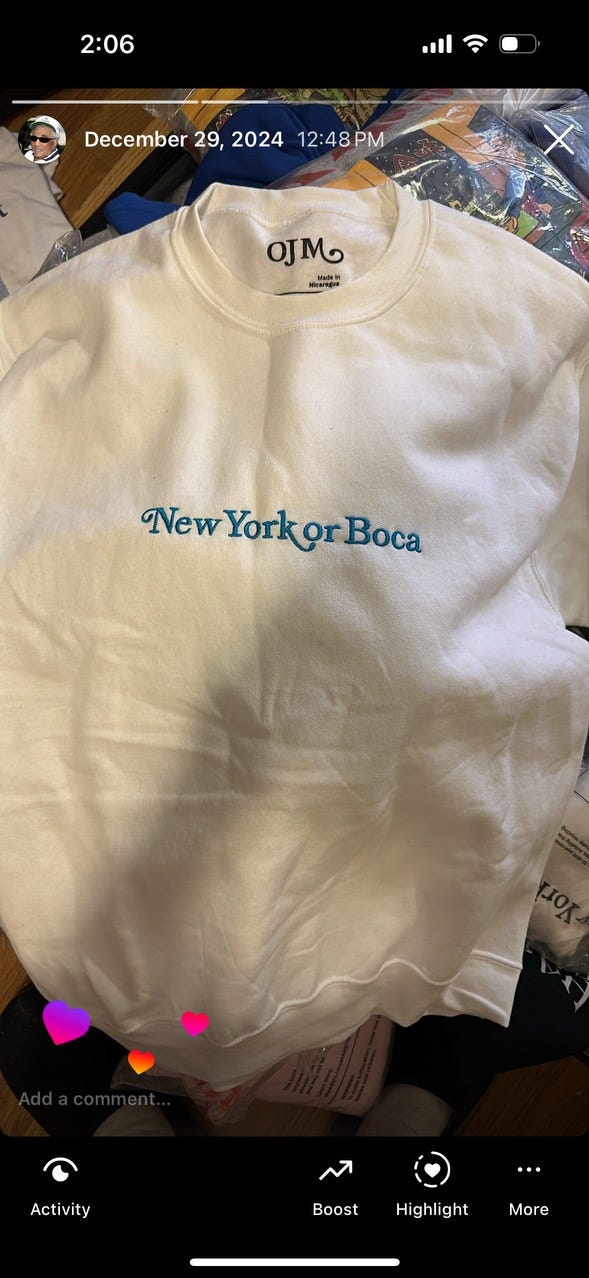 2:06
December 29, 2024 12:48 PM
OJM
Made in
Nicaragua
New York or Boca
Add a comment...
Activity
Boost
Highlight
More